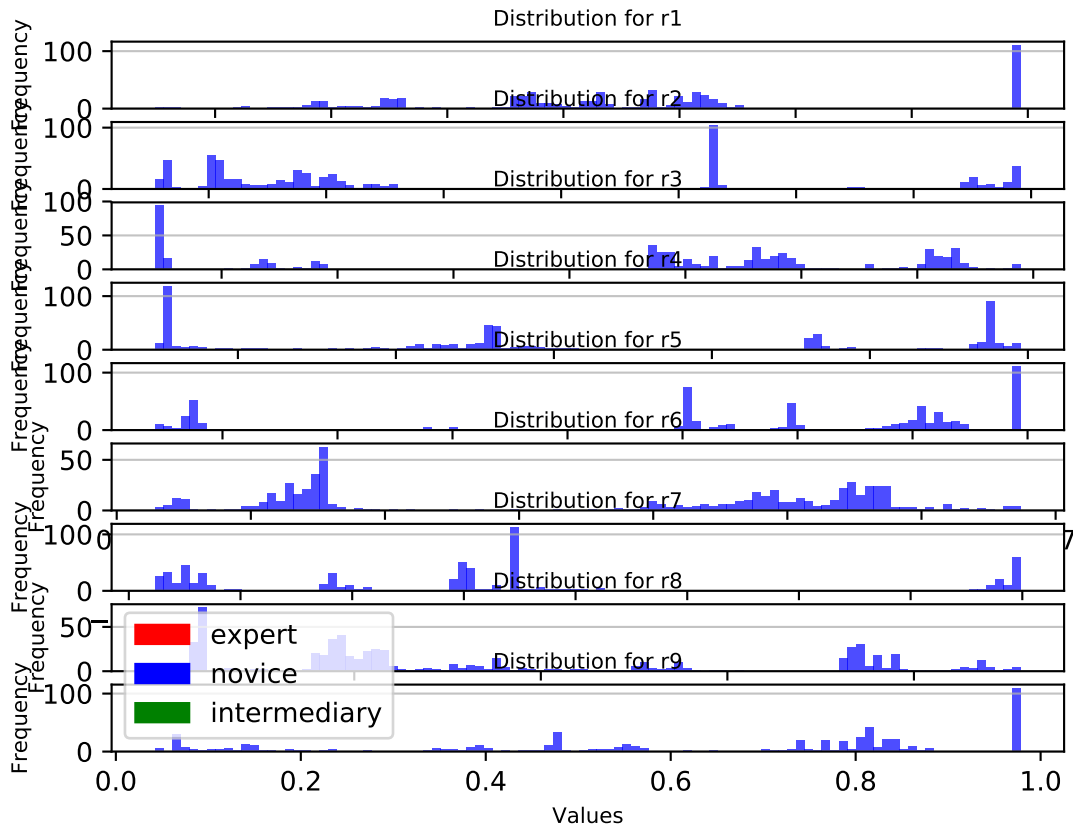 Distribution for r1
Frequency
100
0
Distribution for r2
Frequency
100
0
Distribution for r3
Frequency
100
50
0
Distribution for r4
Frequency
100
0
Distribution for r5
Frequency
100
0
Distribution for r6
Frequency
50
0
0
7
Distribution for r7
Frequency
100
0
Distribution for r8
Frequency
50
0
expert
novice
intermediary
Distribution for r9
Frequency
100
0
0.0 0.2 0.4 0.6 0.8 1.0
Values